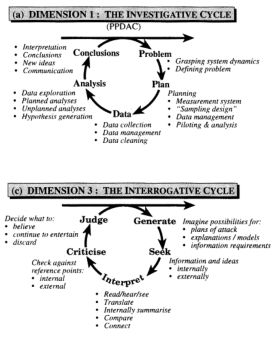 (a) DIMENSION 1 : THE INVESTIGATIVE CYCLE
(PPDAC)
• Interpretation
• Conclusions
• New ideas
• Communication
Conclusions
Problem
• Grasping system dynamics
• Defining problem
Analysis
Plan
• Data exploration
• Planned analyses
• Unplanned analyses
• Hypothesis generation
Planning
• Measurement system
• "Sampling design"
• Data management
• Piloting & analysis
Data
• Data collection
• Data management
• Data cleaning
(c) DIMENSION 3 : THE INTERROGATIVE CYCLE
Decide what to:
• believe
• continue to entertain
• discard
Judge
Generate
Imagine possibilities for:
• plans of attack
• explanations / models
• information requirements
Criticise
Seek
Check against
reference points:
• internal
• external
Information and ideas
• internally
• externally
Interpret
• Read/hear/see
• Translate
• Internally summarise
• Compare
• Connect